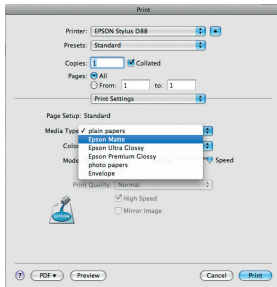 Print
Printer: EPSON Stylus D88
Presets: Standard
Copies: 1 Collated
Pages: All
From: 1 to: 1
Print Settings
Page Setup: Standard
Media Type ✓ plain papers
Epson Matte
Epson Ultra Glossy
Epson Premium Glossy
photo papers
Envelope
Colo
Mode Speed
Print Quality: Normal
High Speed
Mirror Image
EPSON
? PDF Preview Cancel Print